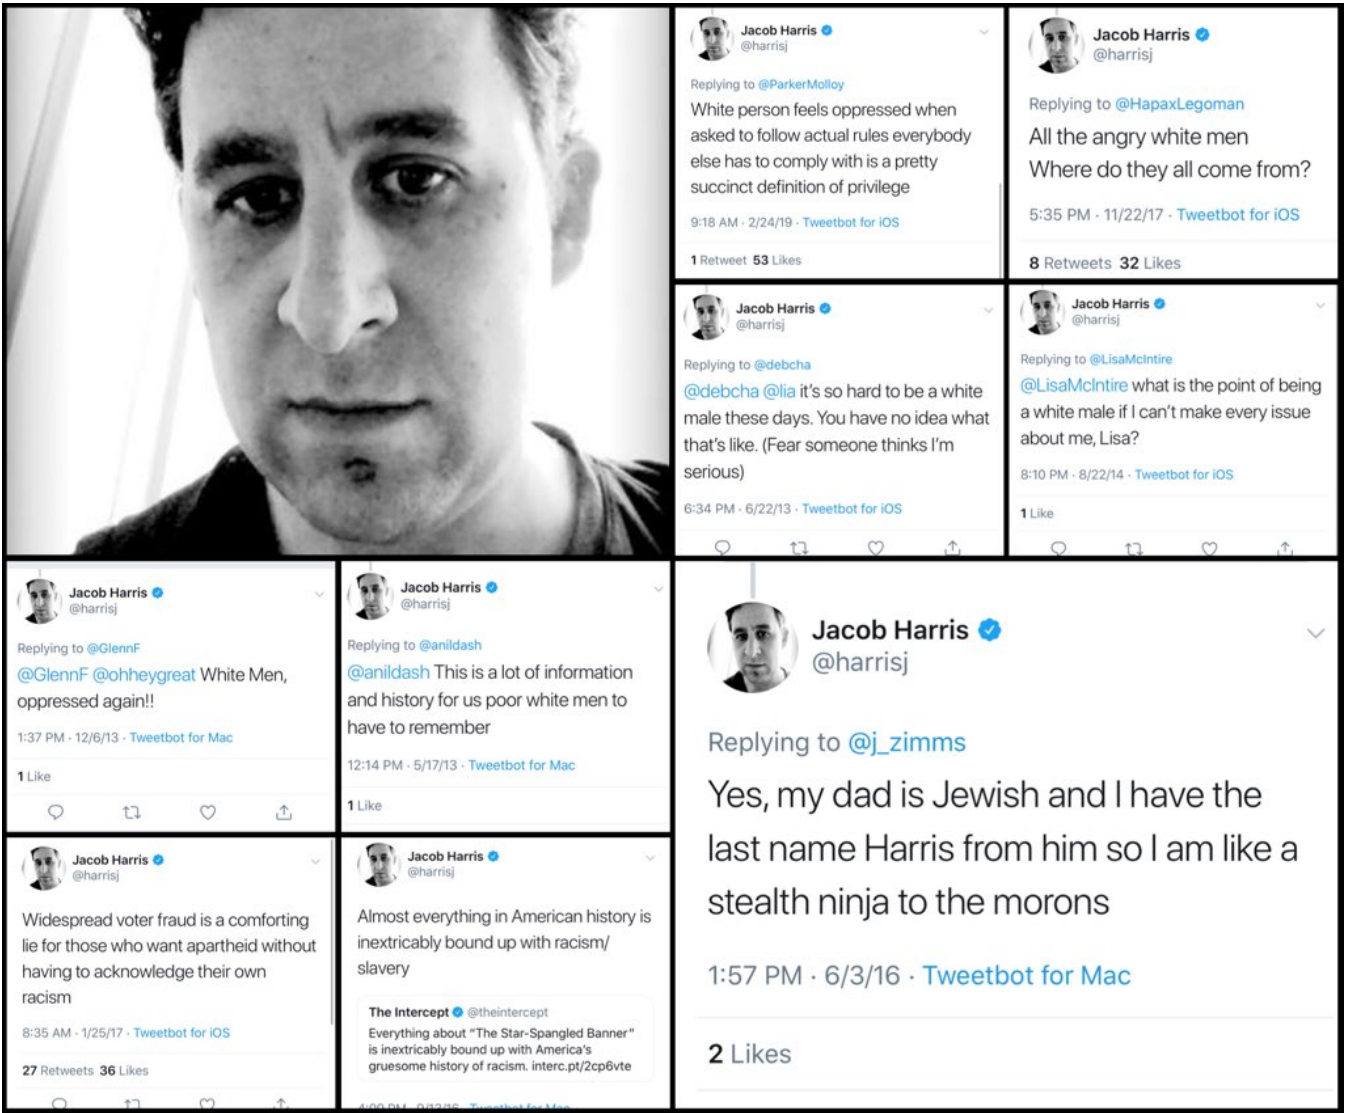 Jacob Harris
@harrisj
Replying to @ParkerMolloy
White person feels oppressed when
asked to follow actual rules everybody
else has to comply with is a pretty
succinct definition of privilege
9:18 AM · 2/24/19 · Tweetbot for iOS
1 Retweet 53 Likes
Jacob Harris
@harrisj
Replying to @HapaxLegoman
All the angry white men
Where do they all come from?
5:35 PM · 11/22/17 · Tweetbot for iOS
8 Retweets 32 Likes
Jacob Harris
@harrisj
Replying to @debcha
@debcha @lia it's so hard to be a white
male these days. You have no idea what
that's like. (Fear someone thinks I'm
serious)
6:34 PM · 6/22/13 · Tweetbot for iOS
Jacob Harris
@harrisj
Replying to @LisaMcIntire
@LisaMcIntire what is the point of being
a white male if I can't make every issue
about me, Lisa?
8:10 PM · 8/22/14 · Tweetbot for iOS
1 Like
Jacob Harris
@harrisj
Replying to @GlennF
@GlennF @ohheygreat White Men,
oppressed again!!
1:37 PM · 12/6/13 · Tweetbot for Mac
1 Like
Jacob Harris
@harrisj
Replying to @anildash
@anildash This is a lot of information
and history for us poor white men to
have to remember
12:14 PM · 5/17/13 · Tweetbot for Mac
1 Like
Jacob Harris
@harrisj
Replying to @j_zimms
Yes, my dad is Jewish and I have the
last name Harris from him so I am like a
stealth ninja to the morons
1:57 PM · 6/3/16 · Tweetbot for Mac
2 Likes
Jacob Harris
@harrisj
Widespread voter fraud is a comforting
lie for those who want apartheid without
having to acknowledge their own
racism
8:35 AM · 1/25/17 · Tweetbot for iOS
27 Retweets 36 Likes
Jacob Harris
@harrisj
Almost everything in American history is
inextricably bound up with racism/
slavery
The Intercept @theintercept
Everything about "The Star-Spangled Banner"
is inextricably bound up with America's
gruesome history of racism. interc.pt/2cp6vte
4:09 PM · 9/13/16 · Tweetbot for Mac